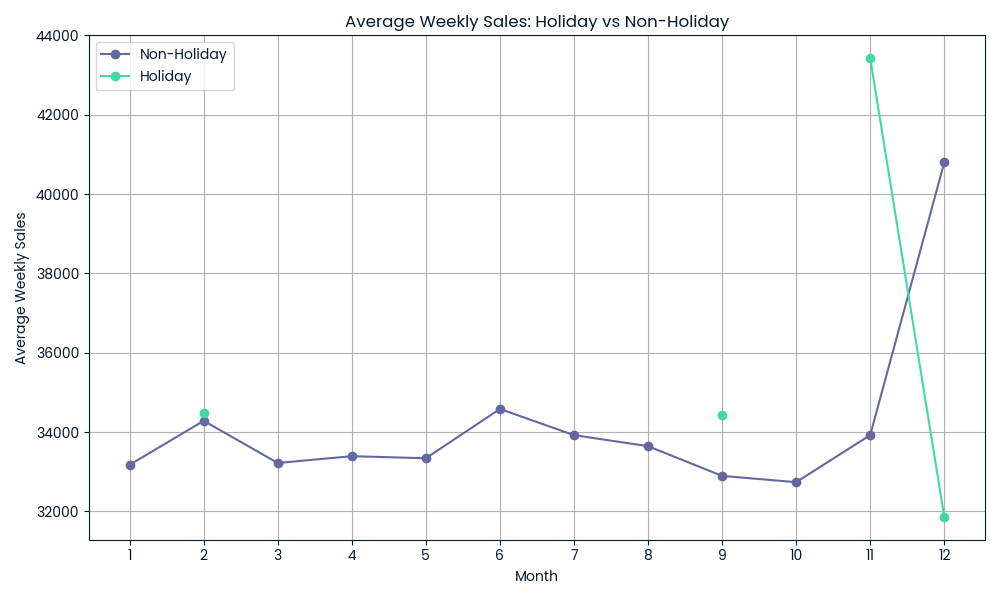 Average Weekly Sales: Holiday vs Non-Holiday
Non-Holiday
Holiday
44000
42000
40000
38000
36000
34000
32000
Average Weekly Sales
1 2 3 4 5 6 7 8 9 10 11 12
Month